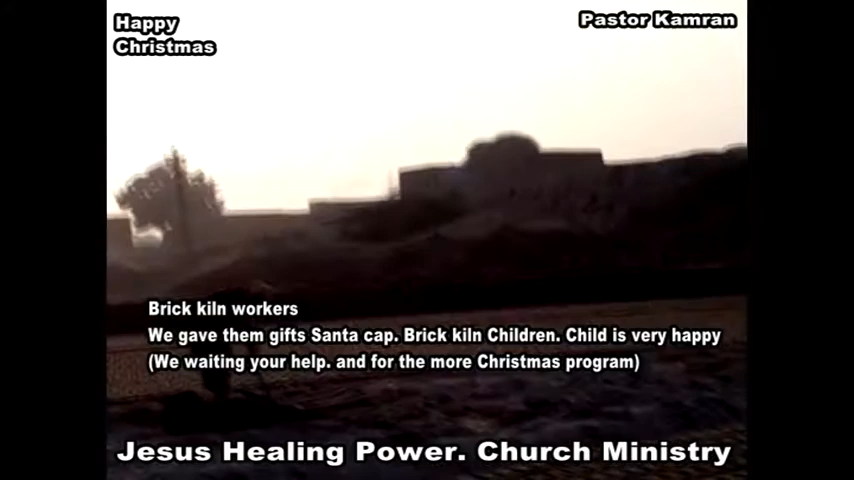 Happy
Christmas
Pastor Kamran
Brick kiln workers
We gave them gifts Santa cap. Brick kiln Children. Child is very happy
(We waiting your help. and for the more Christmas program)
Jesus Healing Power. Church Ministry